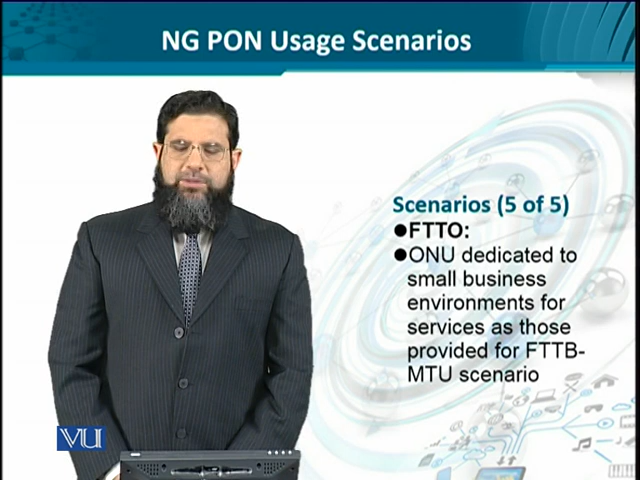 NG PON Usage Scenarios
Scenarios (5 of 5)
●FTTO:
●ONU dedicated to
small business
environments for
services as those
provided for FTTB-
MTU scenario
VU